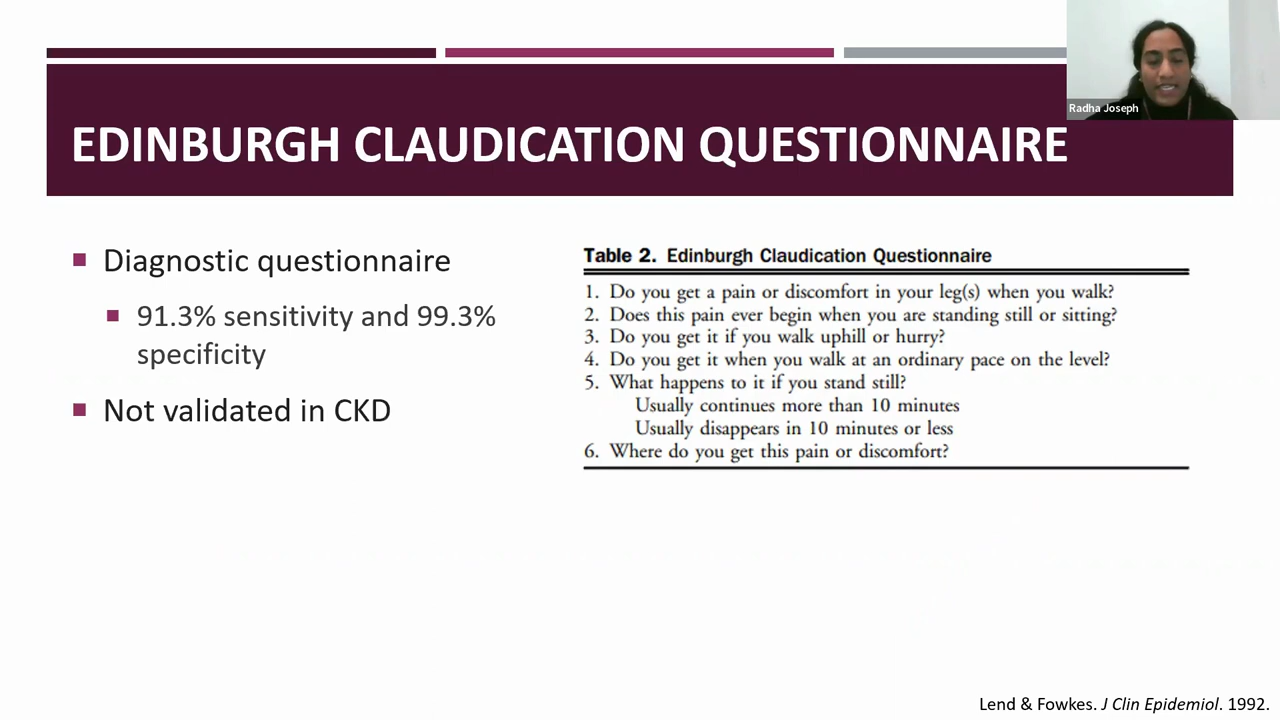 Radha Joseph
EDINBURGH CLAUDICATION QUESTIONNAIRE
Diagnostic questionnaire
91.3% sensitivity and 99.3%
specificity
Not validated in CKD
Table 2. Edinburgh Claudication Questionnaire
1. Do you get a pain or discomfort in your leg(s) when you walk?
2. Does this pain ever begin when you are standing still or sitting?
3. Do you get it if you walk uphill or hurry?
4. Do you get it when you walk at an ordinary pace on the level?
5. What happens to it if you stand still?
Usually continues more than 10 minutes
Usually disappears in 10 minutes or less
6. Where do you get this pain or discomfort?
Lend & Fowkes. J Clin Epidemiol. 1992.